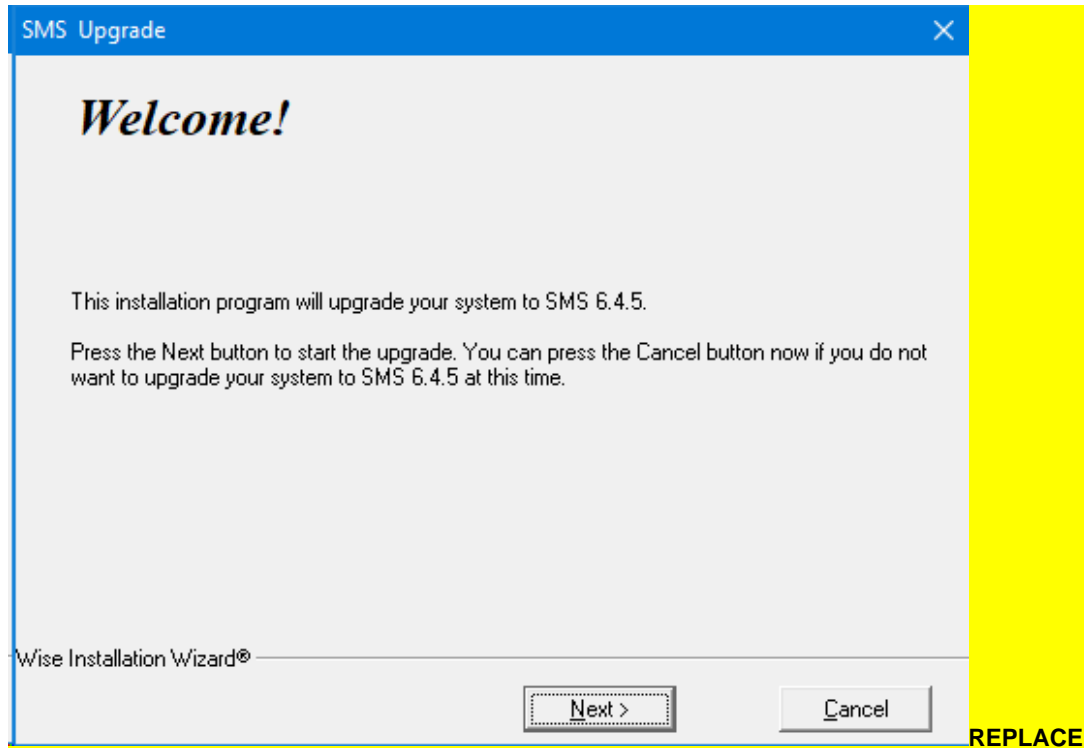 SMS Upgrade
Welcome!
This installation program will upgrade your system to SMS 6.4.5.
Press the Next button to start the upgrade. You can press the Cancel button now if you do not
want to upgrade your system to SMS 6.4.5 at this time.
Wise Installation Wizard®
Next >
Cancel
REPLACE